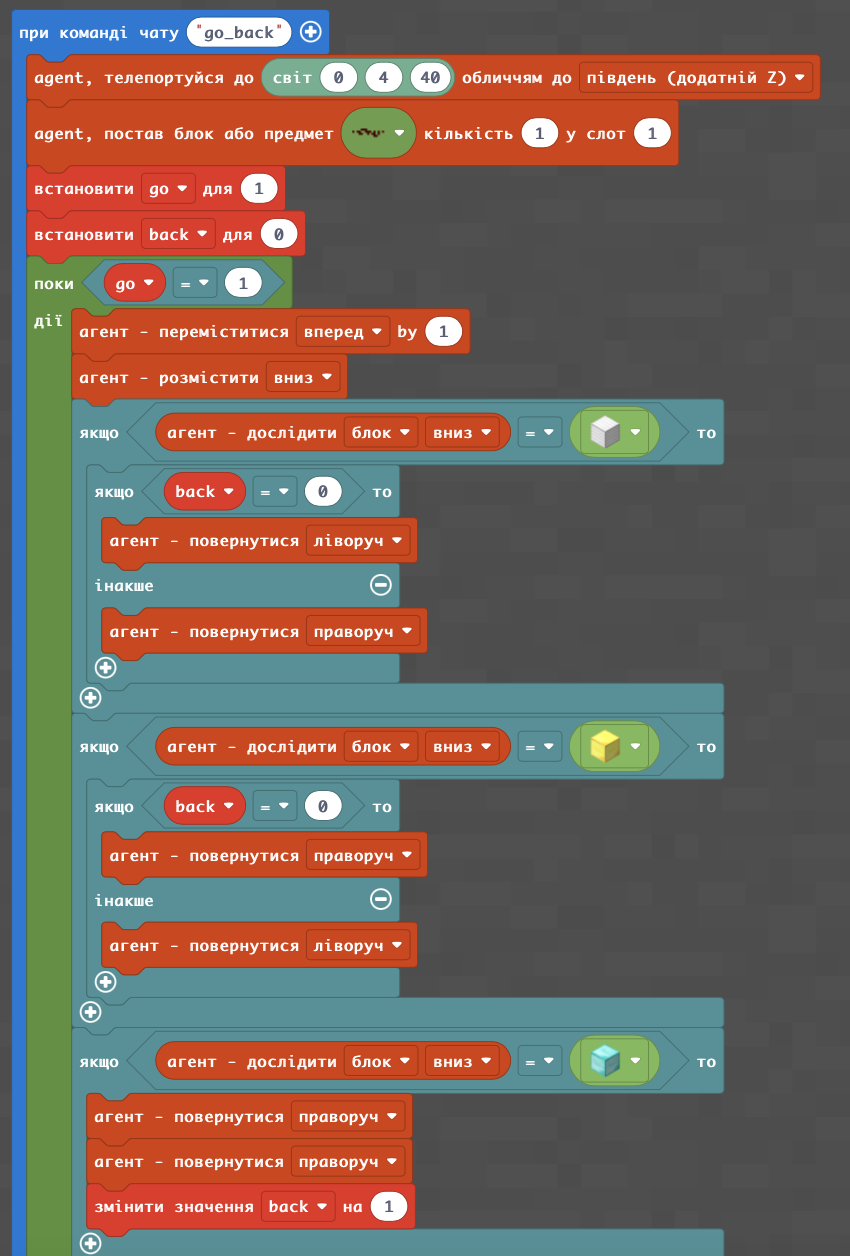 при команді чату "go_back"
agent, телепортуйся до світ 0 4 40 обличчям до південь (додатній Z)
agent, постав блок або предмет кількість 1 у слот 1
встановити go для 1
встановити back для 0
поки go = 1
дії
агент - переміститися вперед by 1
агент - розмістити вниз
якщо агент - дослідити блок вниз = то
якщо back = 0 то
агент - повернутися ліворуч
інакше
агент - повернутися праворуч
якщо агент - дослідити блок вниз = то
якщо back = 0 то
агент - повернутися праворуч
інакше
агент - повернутися ліворуч
якщо агент - дослідити блок вниз = то
агент - повернутися праворуч
агент - повернутися праворуч
змінити значення back на 1